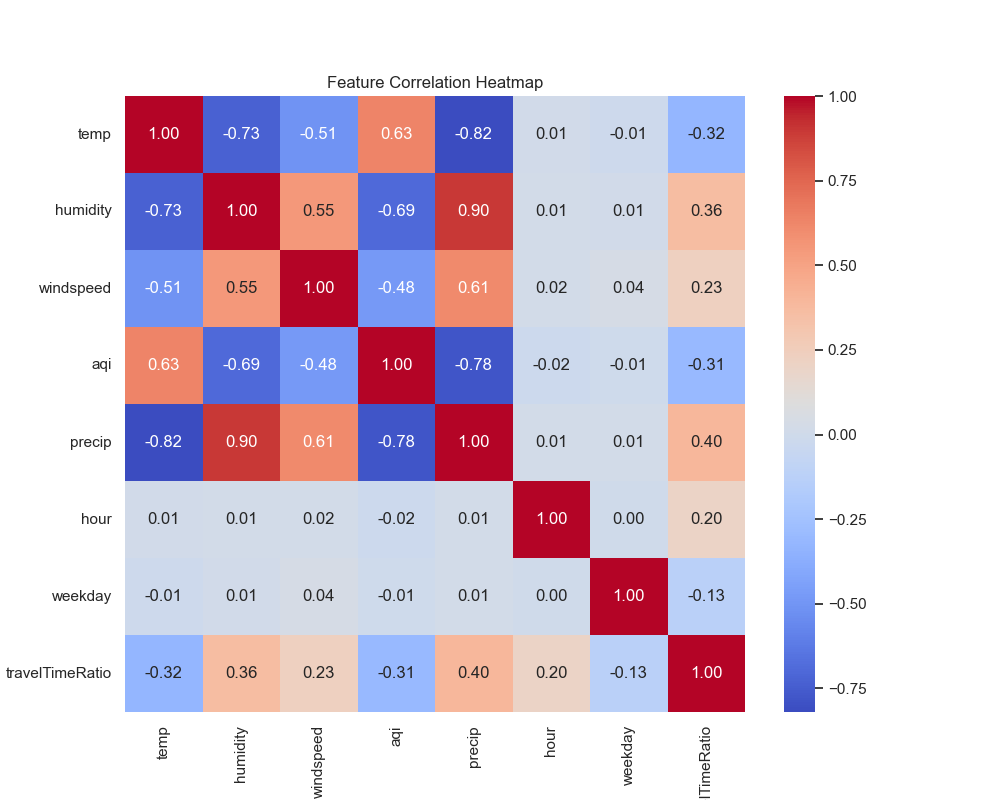 Feature Correlation Heatmap
temp 1.00 -0.73 -0.51 0.63 -0.82 0.01 -0.01 -0.32
humidity -0.73 1.00 0.55 -0.69 0.90 0.01 0.01 0.36
windspeed -0.51 0.55 1.00 -0.48 0.61 0.02 0.04 0.23
aqi 0.63 -0.69 -0.48 1.00 -0.78 -0.02 -0.01 -0.31
precip -0.82 0.90 0.61 -0.78 1.00 0.01 0.01 0.40
hour 0.01 0.01 0.02 -0.02 0.01 1.00 0.00 0.20
weekday -0.01 0.01 0.04 -0.01 0.01 0.00 1.00 -0.13
travelTimeRatio -0.32 0.36 0.23 -0.31 0.40 0.20 -0.13 1.00
temp
humidity
windspeed
aqi
precip
hour
weekday
lTimeRatio
1.00
0.75
0.50
0.25
0.00
−0.25
−0.50
−0.75